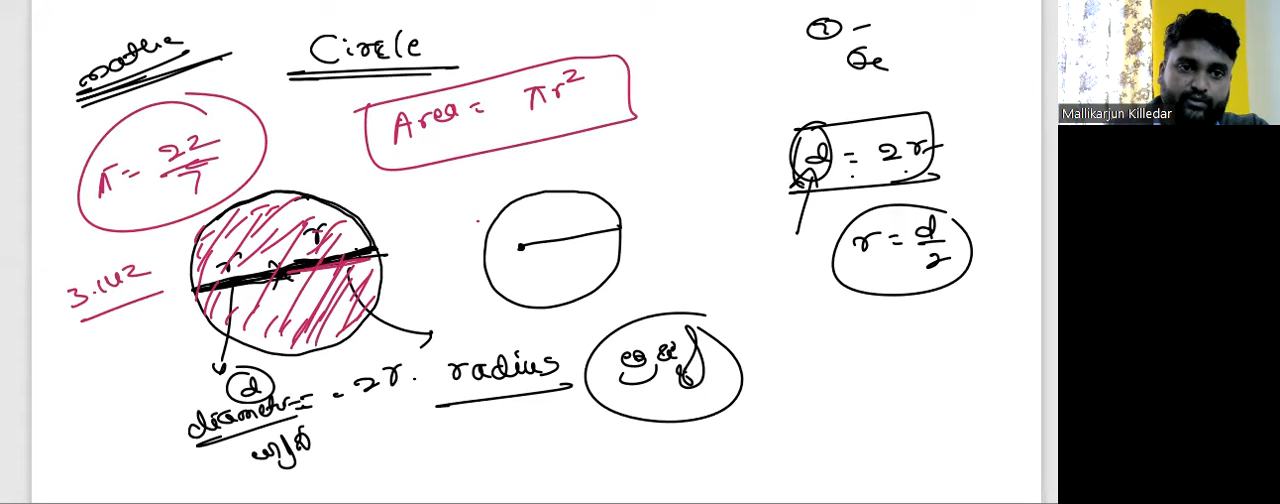 Circle
Area = πr²
π = 22/7
3.142
r
r
d
diameter = 2r.
radius
d = 2r
r = d/2
Mallikarjun Killedar